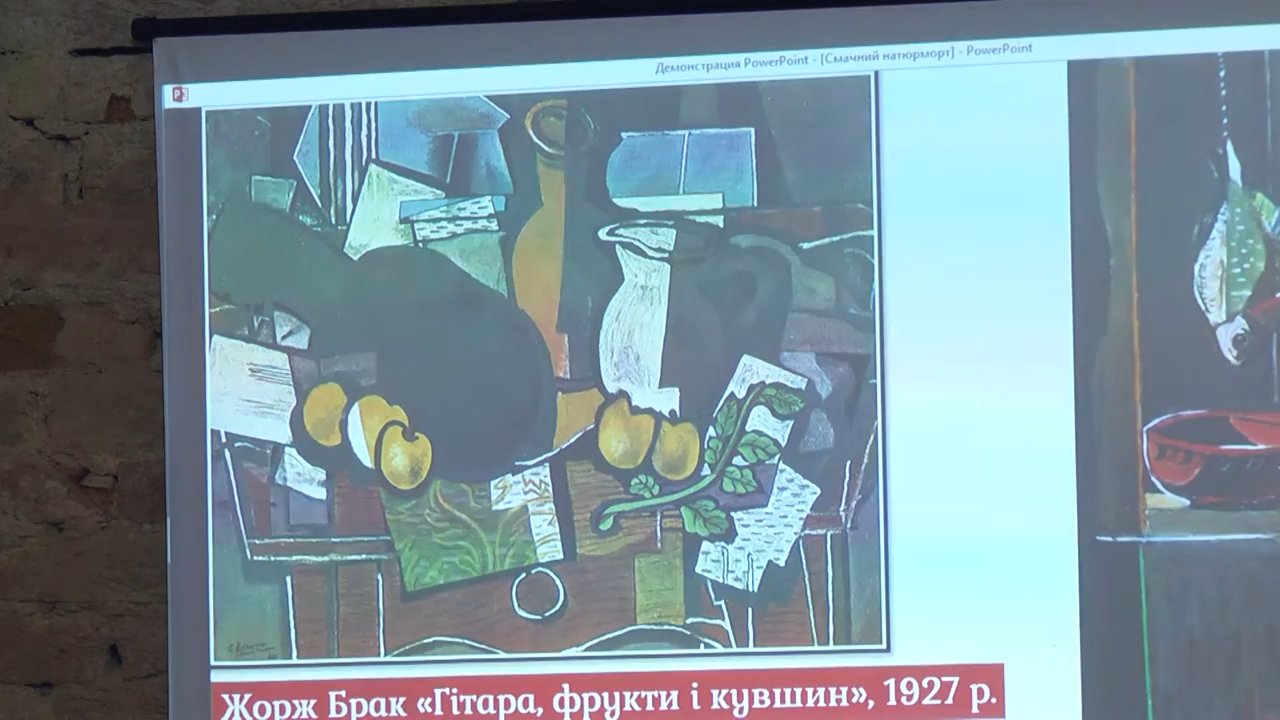 Демонстрация PowerPoint - [Смачний натюрморт] - PowerPoint
Жорж Брак «Гітара, фрукти і кувшин», 1927 р.